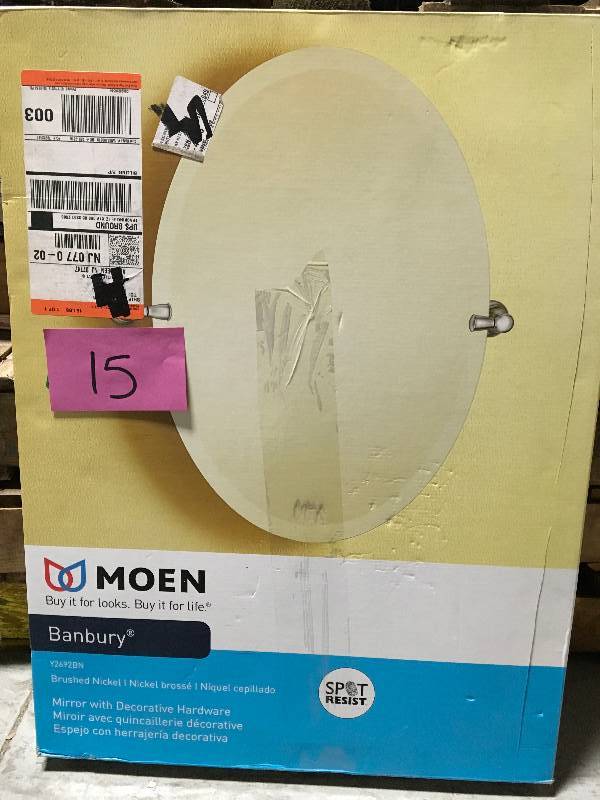 003
UPS GROUND
NJ 077 0-02
15
MOEN
Buy it for looks. Buy it for life.®
Banbury®
Y2692BN
Brushed Nickel | Nickel brossé | Níquel cepillado
SPOT
RESIST
Mirror with Decorative Hardware
Miroir avec quincaillerie décorative
Espejo con herrajería decorativa